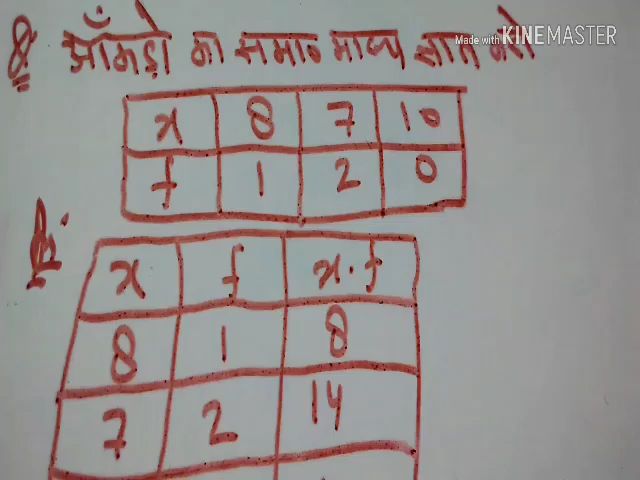 Q आँकड़ो का समान्तर माध्य ज्ञात करो
Made with KINEMASTER
x 8 7 10
f 1 2 0
x f x.f
8 1 8
7 2 14